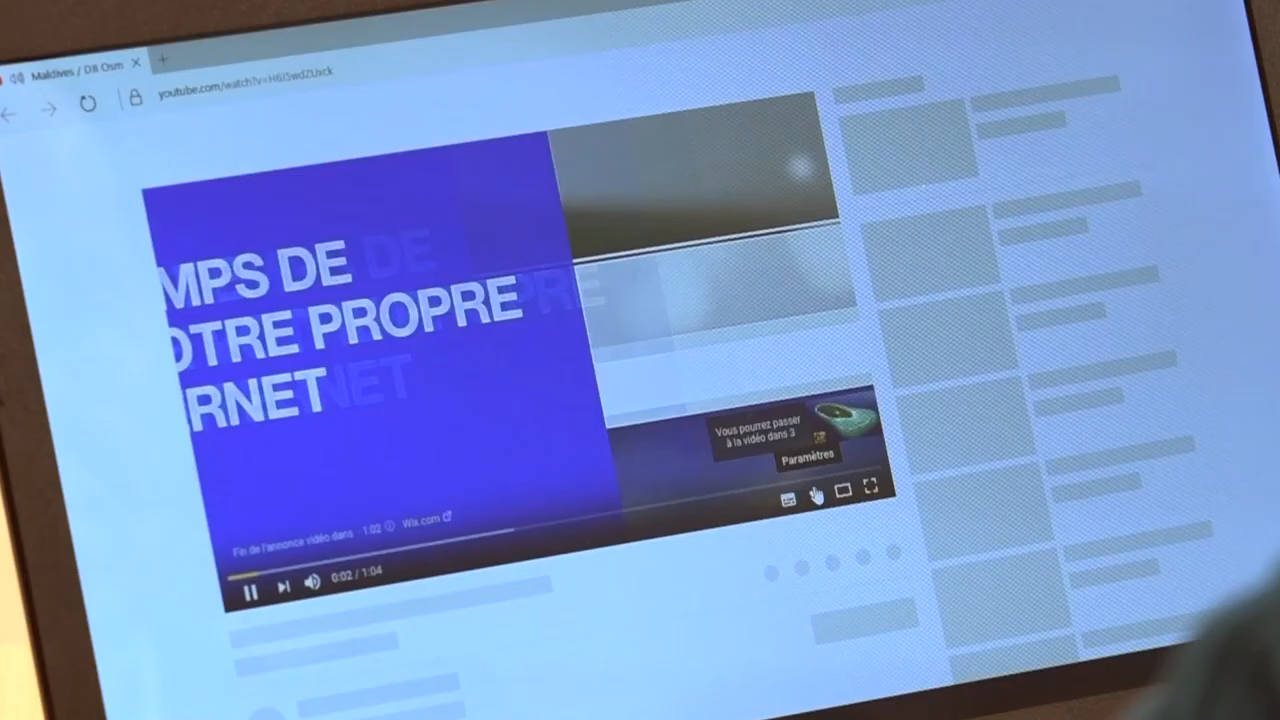 Maldives / D8 Osm
youtube.com/watch?v=
MPS DE
OTRE PROPRE
RNET
Vous pourrez passer
à la vidéo dans 3
Paramètres
Fin de l'annonce vidéo dans · 1:02 Wix.com
0:02 / 1:04